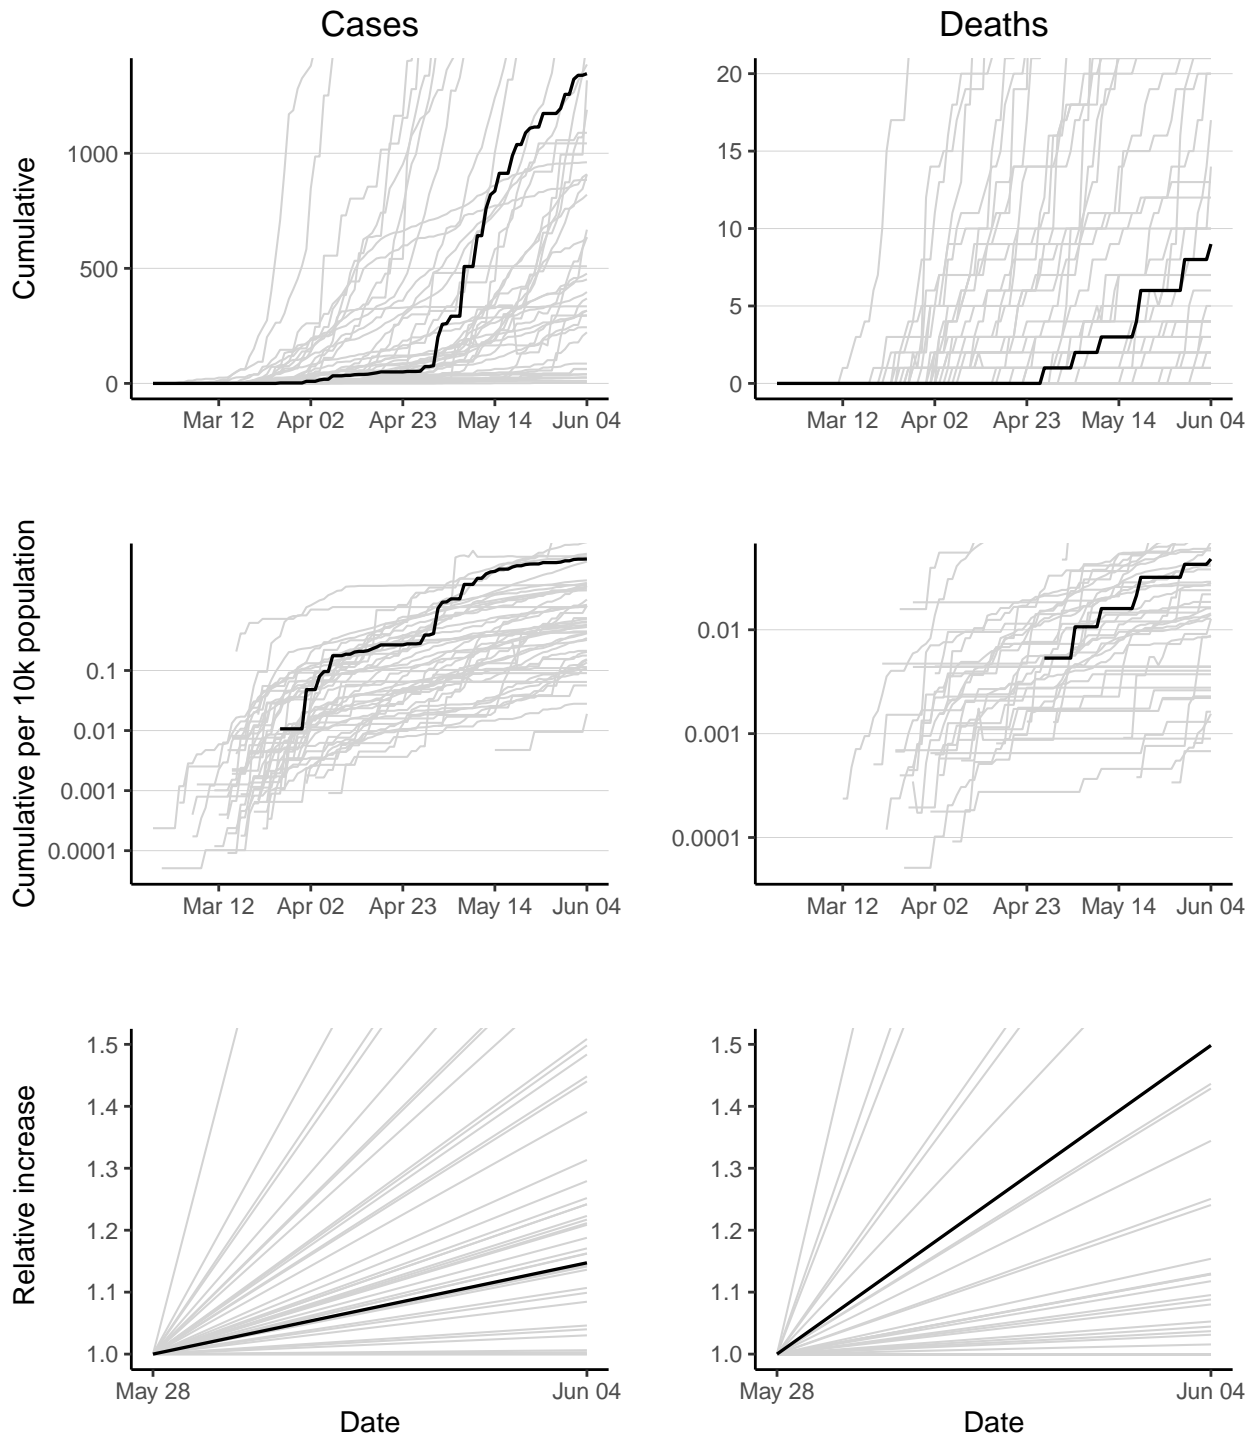 Cases
Deaths
Cumulative
1000
500
0
Mar 12 Apr 02 Apr 23 May 14 Jun 04
20
15
10
5
0
Mar 12 Apr 02 Apr 23 May 14 Jun 04
Cumulative per 10k population
0.1
0.01
0.001
0.0001
Mar 12 Apr 02 Apr 23 May 14 Jun 04
0.01
0.001
0.0001
Mar 12 Apr 02 Apr 23 May 14 Jun 04
Relative increase
1.5
1.4
1.3
1.2
1.1
1.0
May 28 Jun 04
Date
1.5
1.4
1.3
1.2
1.1
1.0
May 28 Jun 04
Date